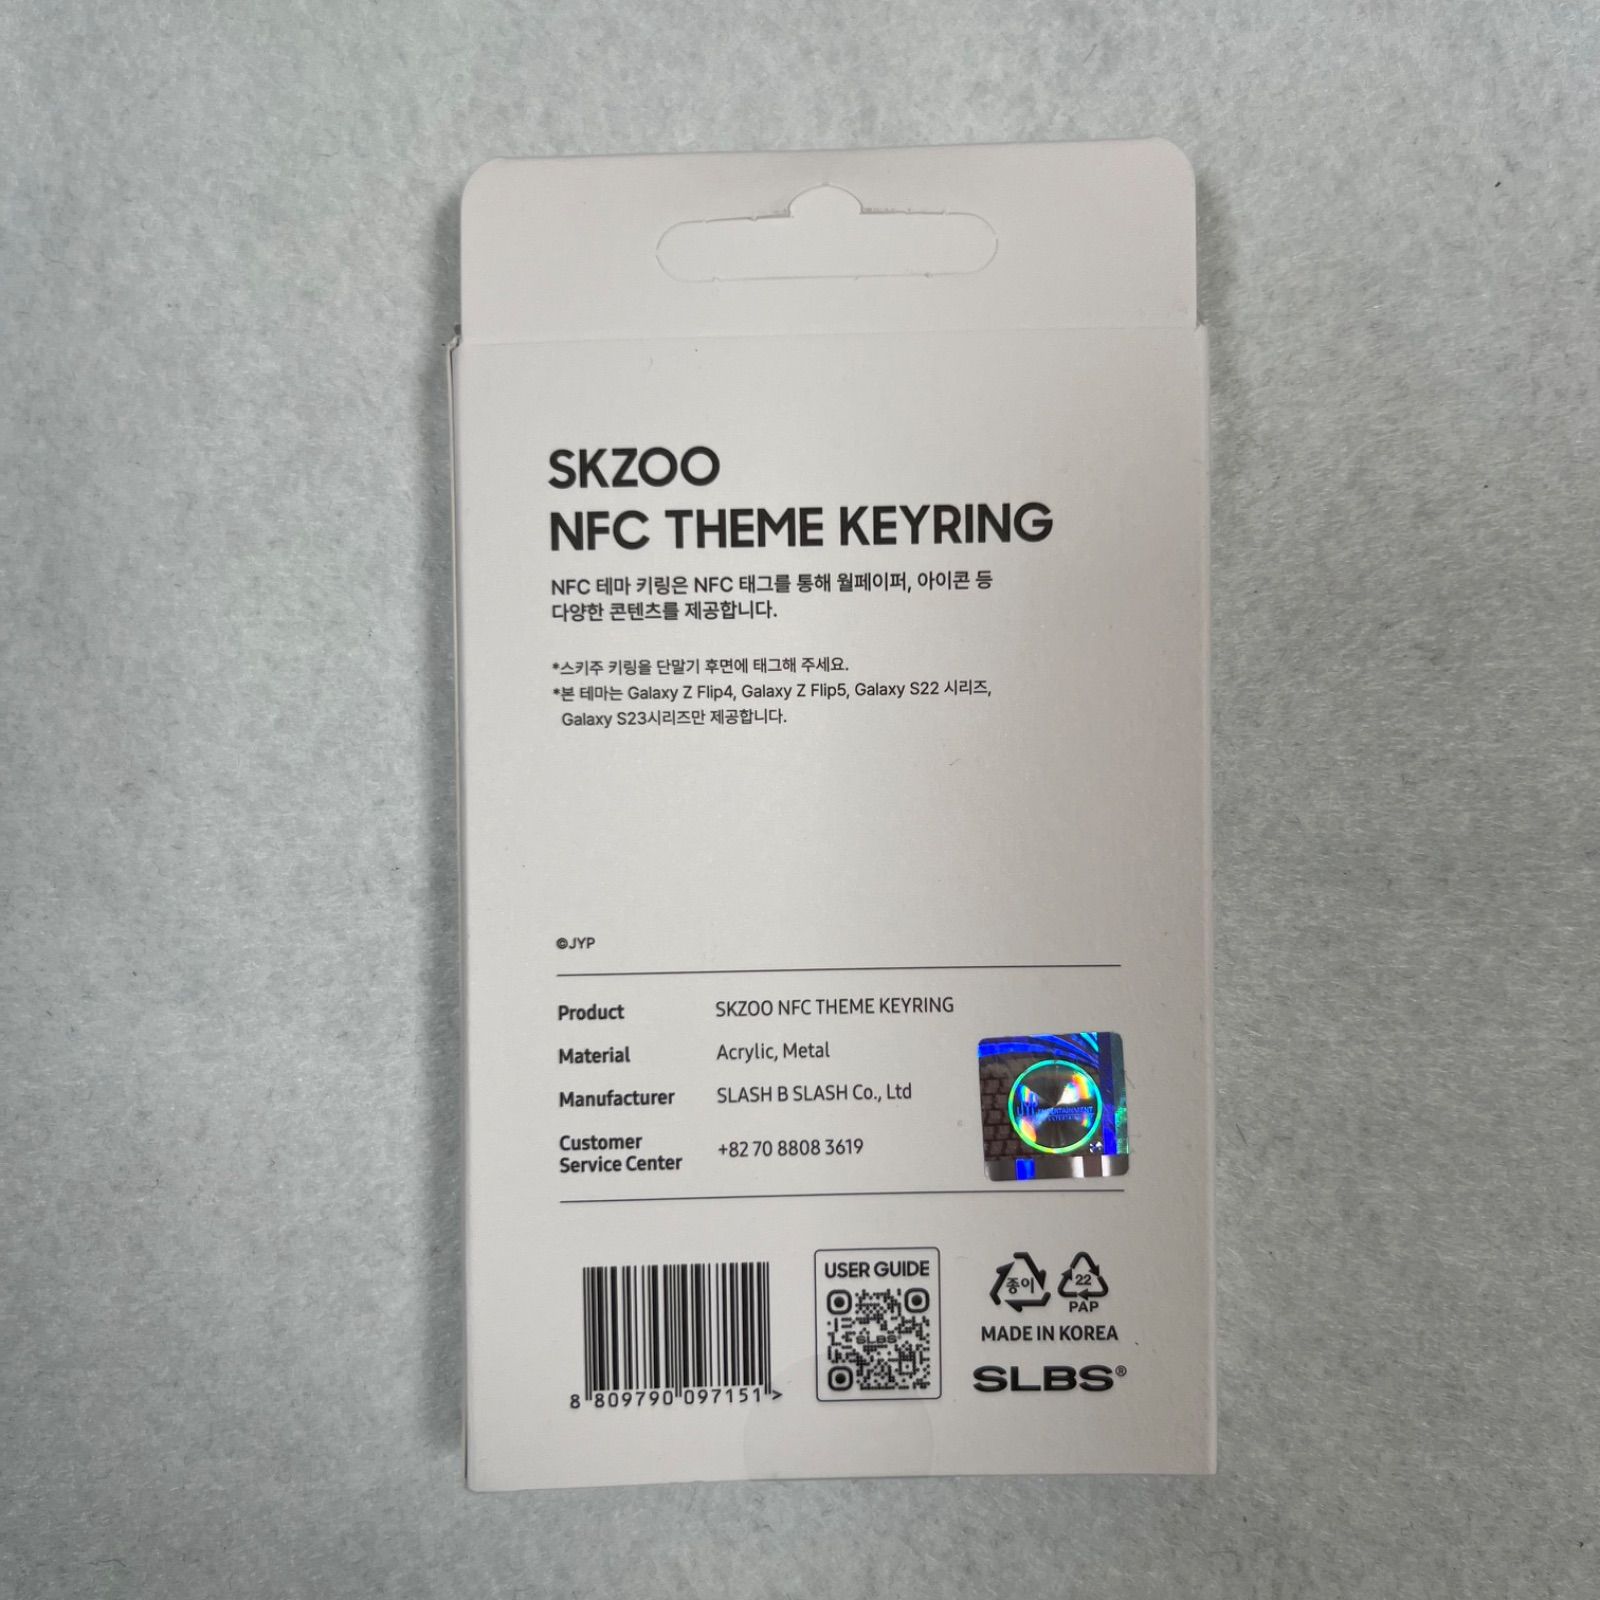 SKZOO
NFC THEME KEYRING
NFC 테마 키링은 NFC 태그를 통해 월페이퍼, 아이콘 등
다양한 콘텐츠를 제공합니다.
*스키주 키링을 단말기 후면에 태그해 주세요.
*본 테마는 Galaxy Z Flip4, Galaxy Z Flip5, Galaxy S22 시리즈,
Galaxy S23시리즈만 제공합니다.
©JYP
Product SKZOO NFC THEME KEYRING
Material Acrylic, Metal
Manufacturer SLASH B SLASH Co., Ltd
Customer
Service Center +82 70 8808 3619
JYP ENTERTAINMENT
8 809790 097151 >
USER GUIDE
SLBS
종이
22
PAP
MADE IN KOREA
SLBS®